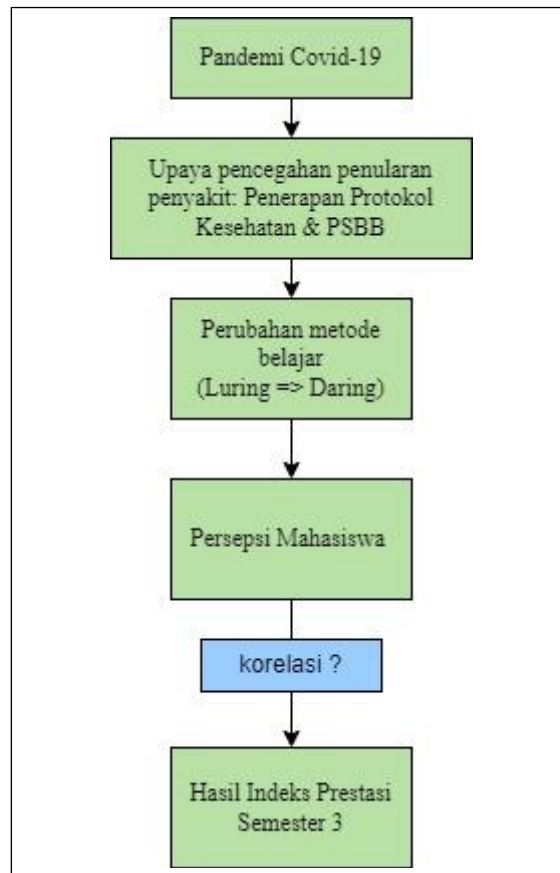 Pandemi Covid-19
Upaya pencegahan penularan
penyakit: Penerapan Protokol
Kesehatan & PSBB
Perubahan metode
belajar
(Luring => Daring)
Persepsi Mahasiswa
korelasi ?
Hasil Indeks Prestasi
Semester 3